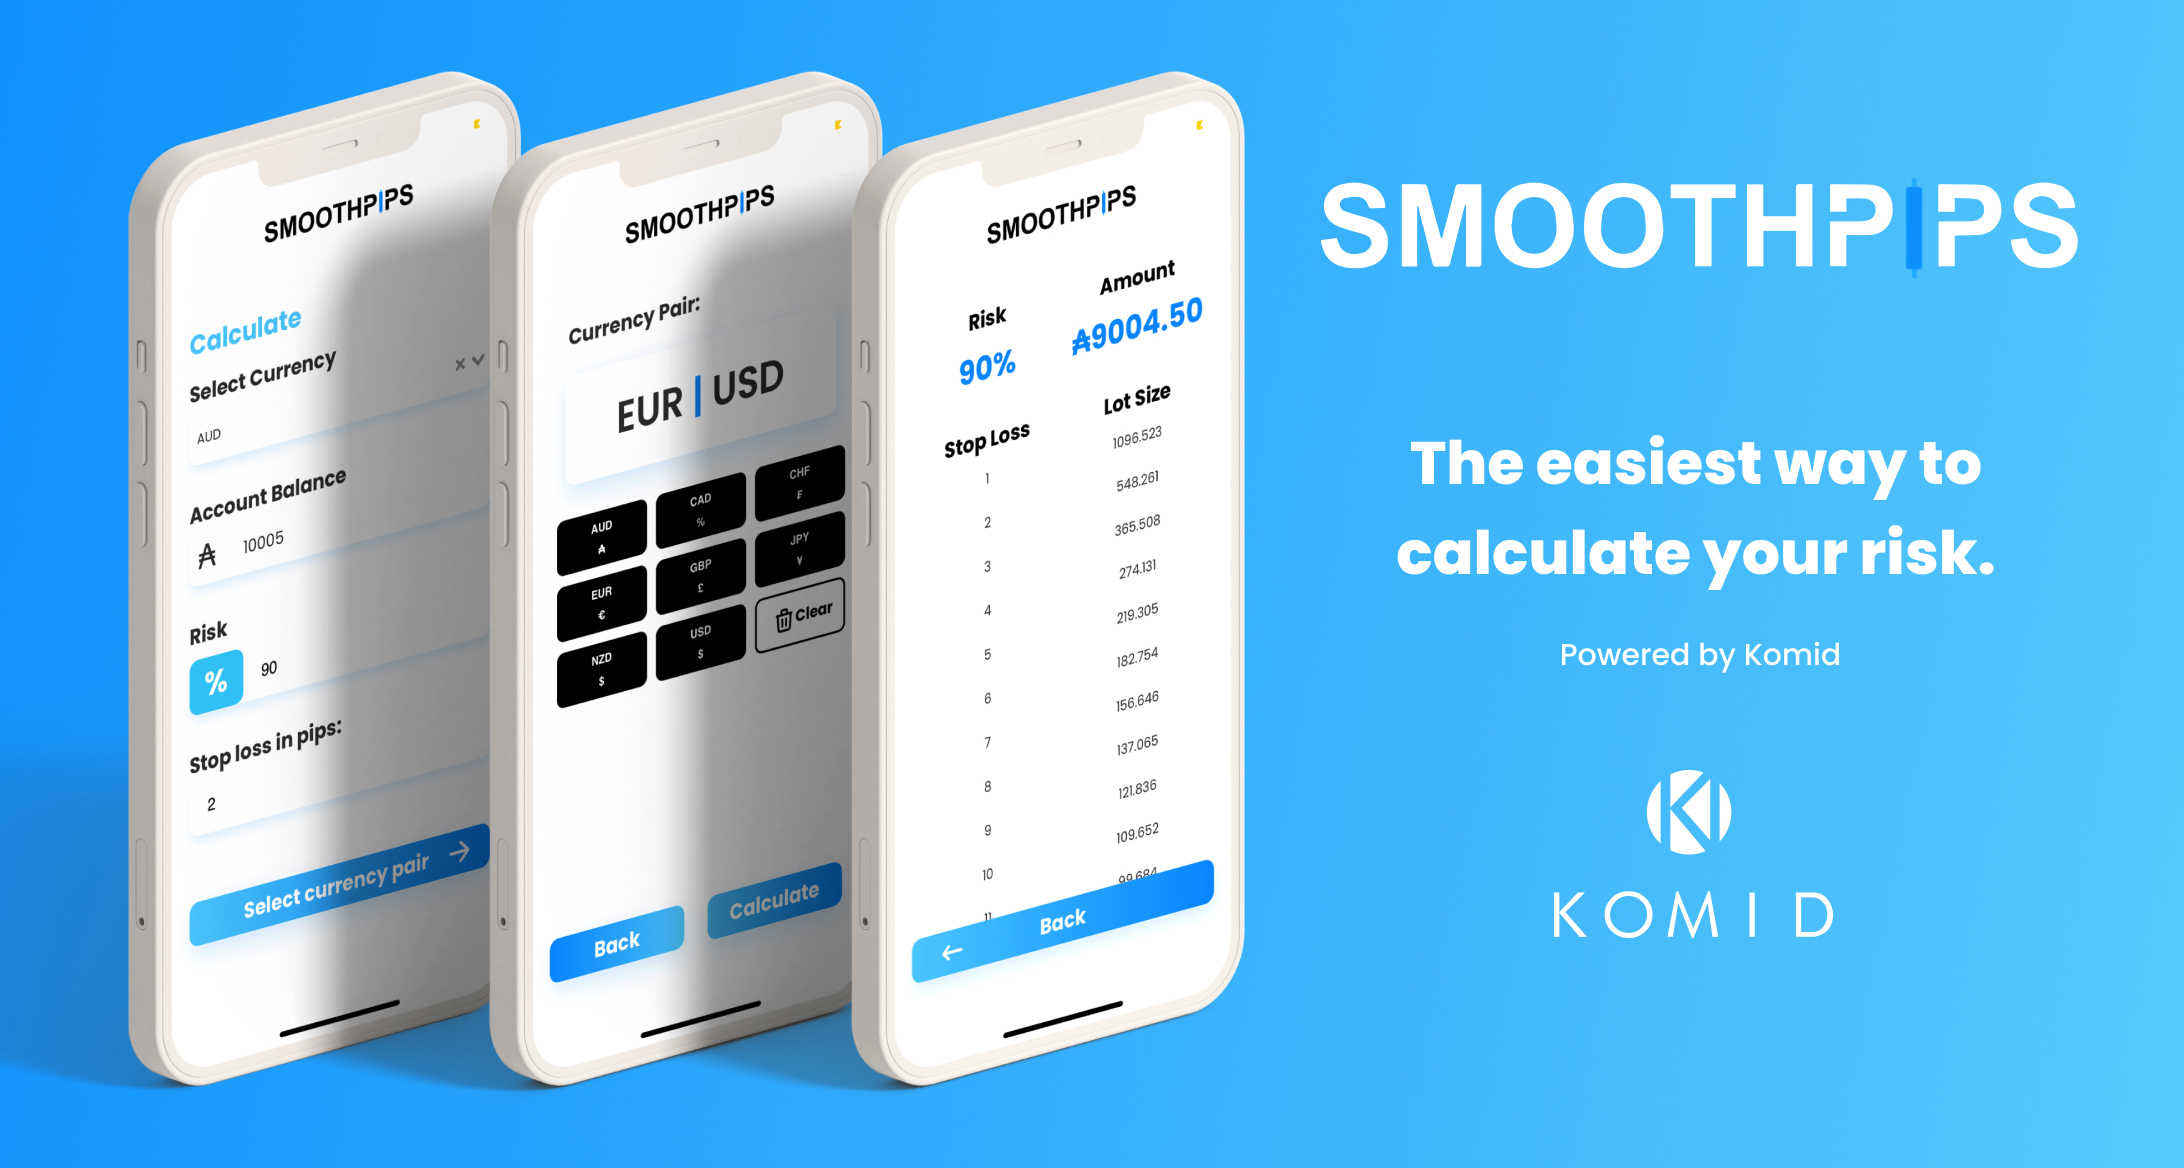 SMOOTHPIPS
Calculate
Select Currency
AUD
Account Balance
₳ 10005
Risk
% 90
Stop loss in pips:
2
Select currency pair
SMOOTHPIPS
Currency Pair:
EUR | USD
AUD
₳
CAD
%
CHF
₣
EUR
€
GBP
£
JPY
¥
NZD
$
USD
$
Clear
Back
Calculate
SMOOTHPIPS
Risk
90%
Amount
₳9004.50
Stop Loss
Lot Size
1 1096.523
2 548.261
3 365.508
4 274.131
5 219.305
6 182.754
7 156.646
8 137.065
9 121.836
10 109.652
11 99.684
Back
SMOOTHPIPS
The easiest way to
calculate your risk.
Powered by Komid
KOMID